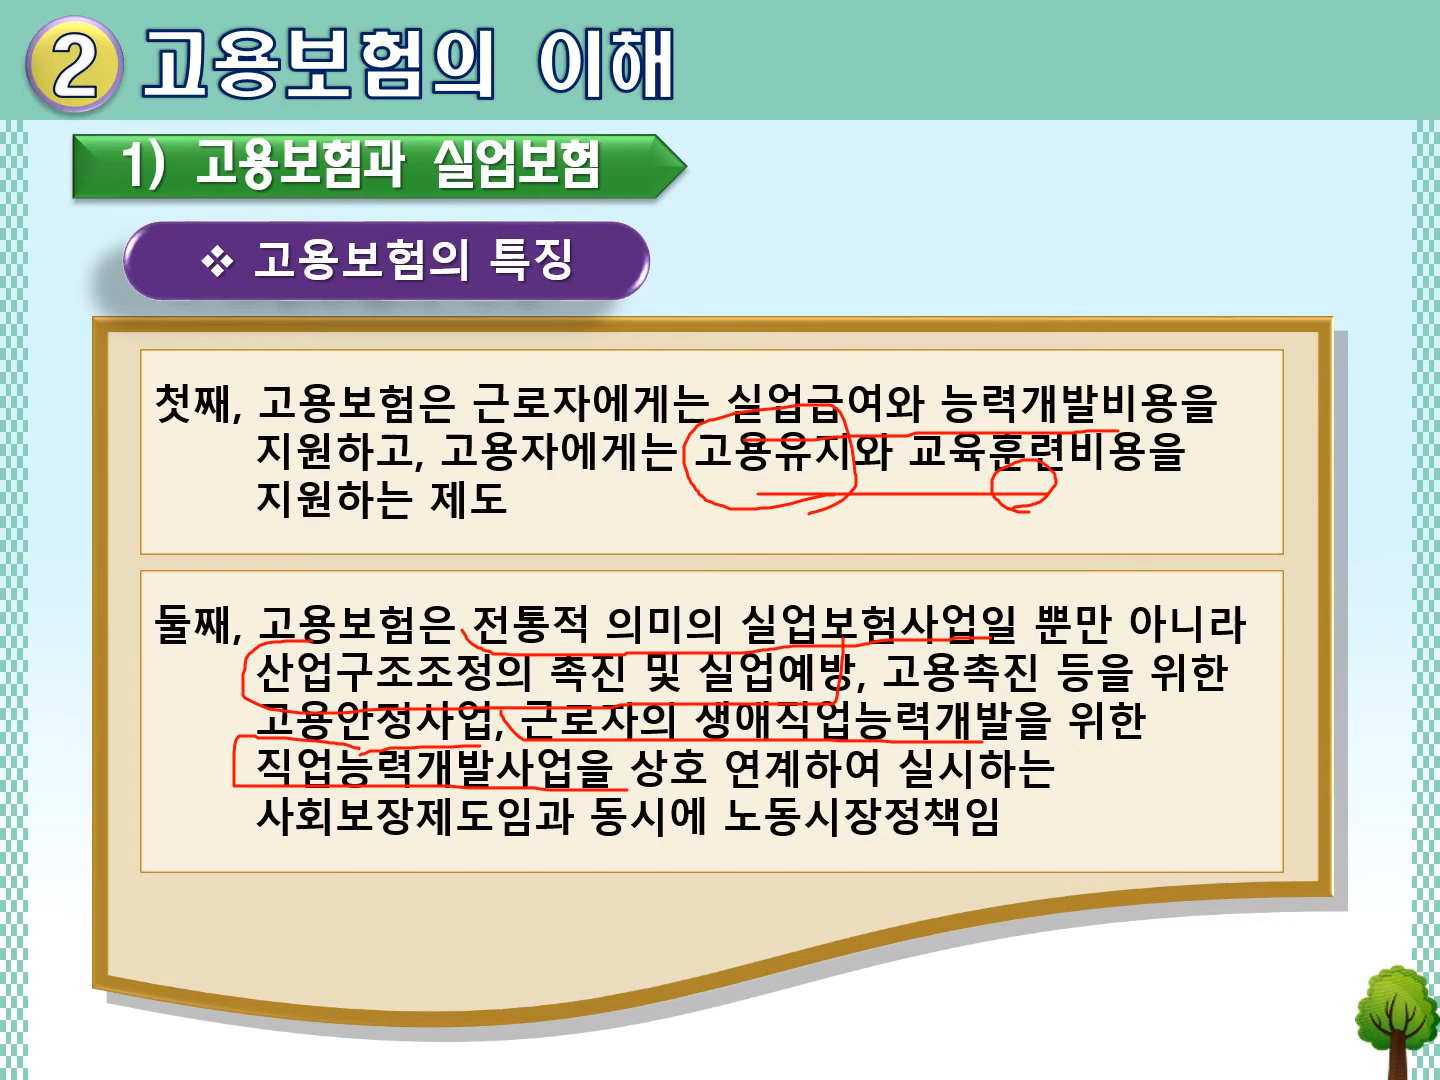 2 고용보험의 이해
1) 고용보험과 실업보험
❖ 고용보험의 특징
첫째, 고용보험은 근로자에게는 실업급여와 능력개발비용을
지원하고, 고용자에게는 고용유지와 교육훈련비용을
지원하는 제도
둘째, 고용보험은 전통적 의미의 실업보험사업일 뿐만 아니라
산업구조조정의 촉진 및 실업예방, 고용촉진 등을 위한
고용안정사업, 근로자의 생애직업능력개발을 위한
직업능력개발사업을 상호 연계하여 실시하는
사회보장제도임과 동시에 노동시장정책임